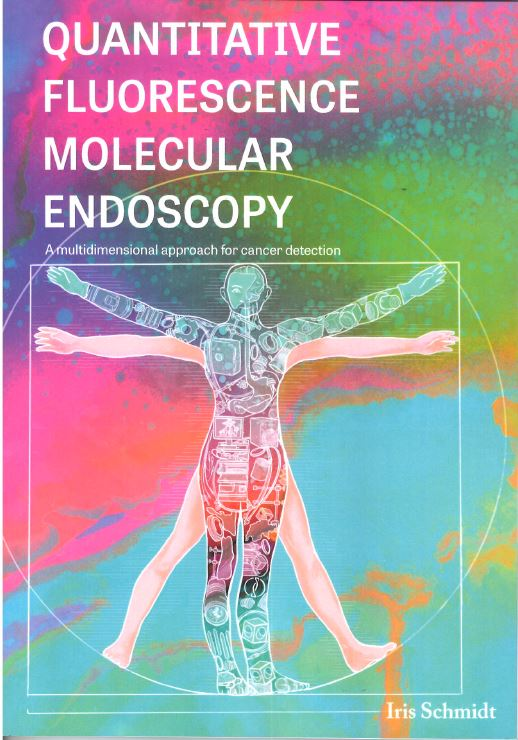 QUANTITATIVE
FLUORESCENCE
MOLECULAR
ENDOSCOPY
A multidimensional approach for cancer detection
Iris Schmidt